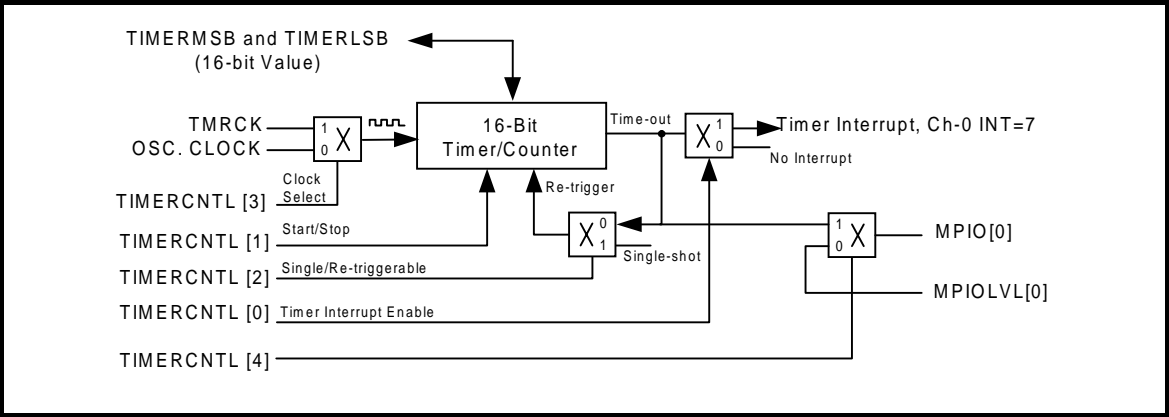 TIMERMSB and TIMERLSB
(16-bit Value)
TMRCK
OSC. CLOCK
1
0
X
16-Bit
Timer/Counter
Time-out
X
1
0
Timer Interrupt, Ch-0 INT=7
No Interrupt
Clock
Select
TIMERCNTL [3]
Re-trigger
Start/Stop
TIMERCNTL [1]
X
0
1
Single-shot
1
0
X
MPIO[0]
TIMERCNTL [2]
Single/Re-triggerable
MPIOLVL[0]
TIMERCNTL [0]
Timer Interrupt Enable
TIMERCNTL [4]